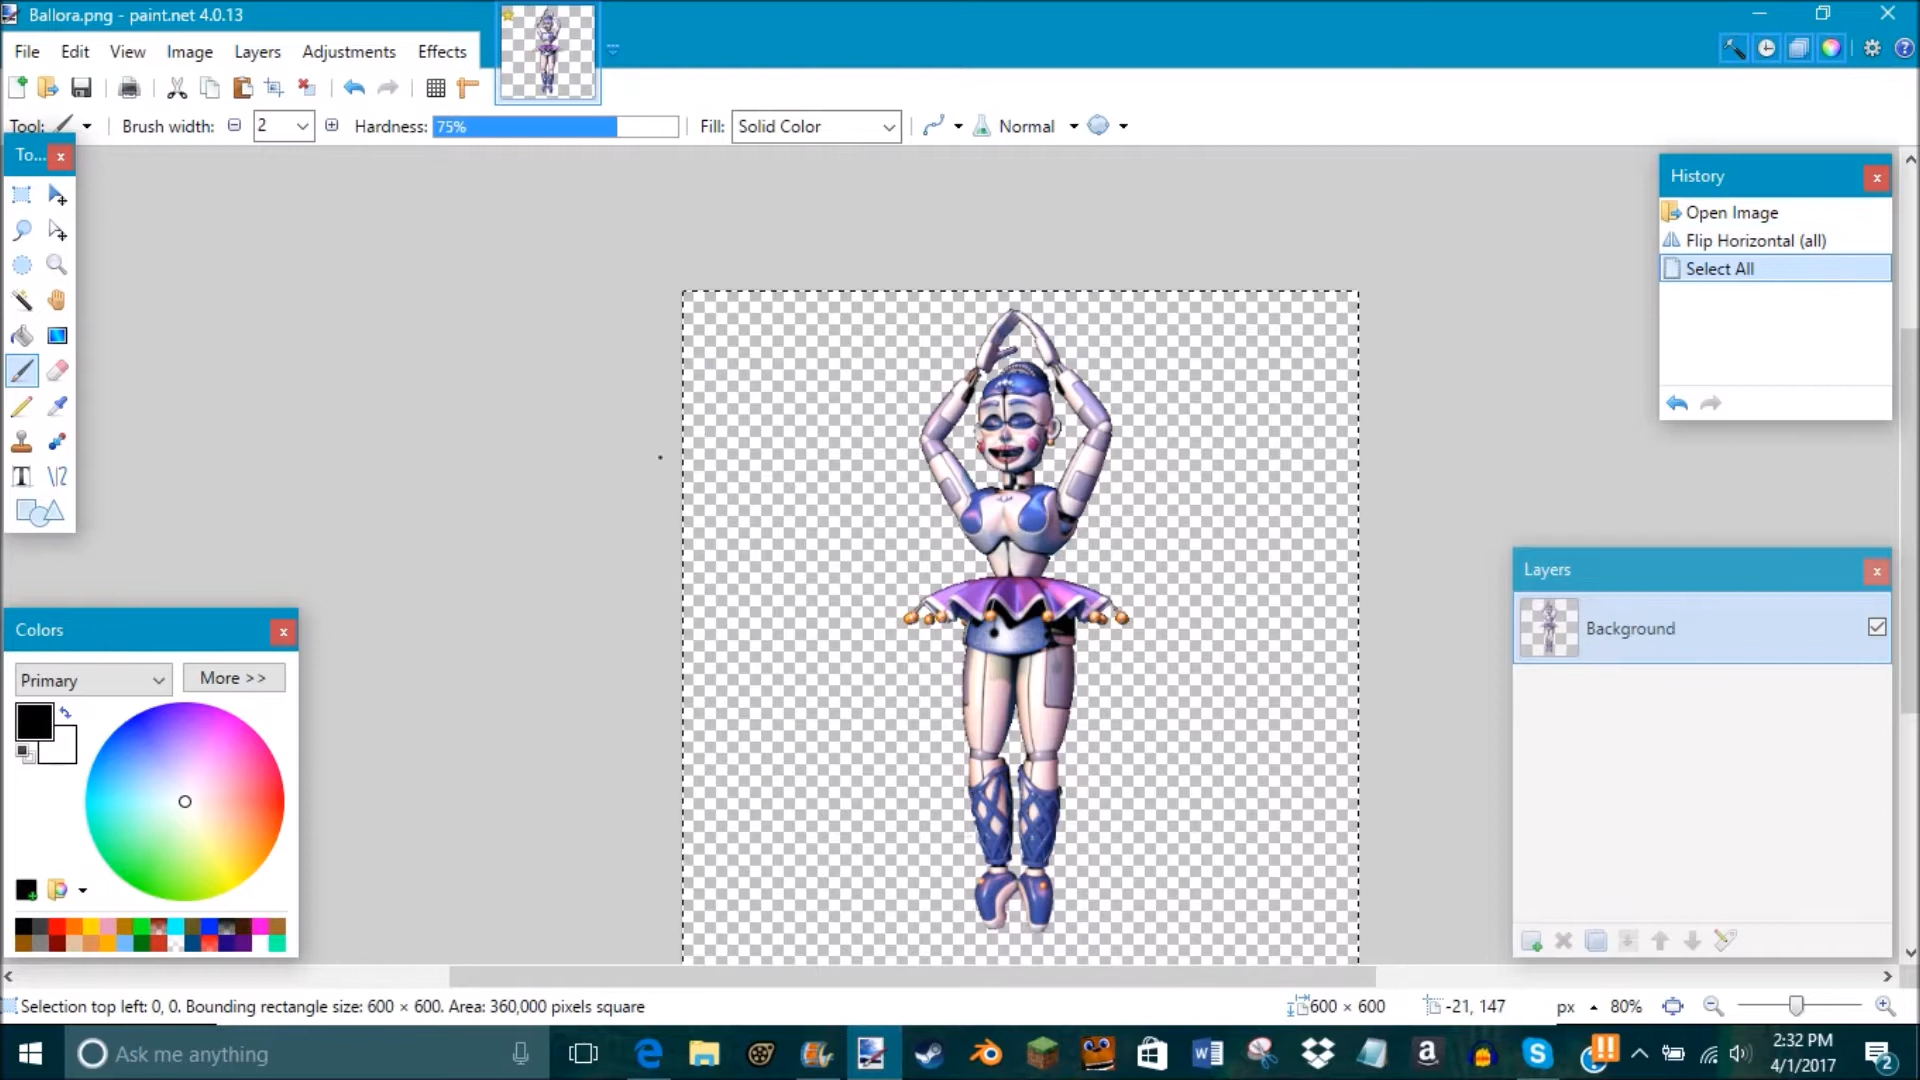 Ballora.png - paint.net 4.0.13
File Edit View Image Layers Adjustments Effects
Tool: Brush width: 2 Hardness: 75% Fill: Solid Color Normal
To... x
History x
Open Image
Flip Horizontal (all)
Select All
Layers x
Background
Colors x
Primary More >>
Selection top left: 0, 0. Bounding rectangle size: 600 × 600. Area: 360,000 pixels square 600 × 600 -21, 147 px 80%
Ask me anything
2:32 PM
4/1/2017
2